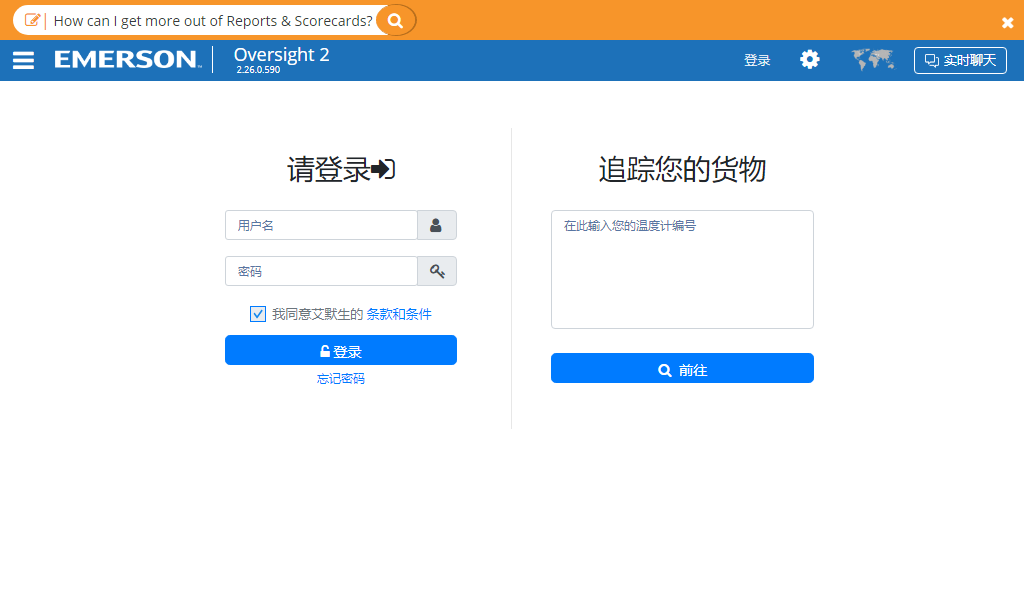 How can I get more out of Reports & Scorecards?
EMERSON
Oversight 2
2.26.0.590
登录
实时聊天
请登录
用户名
密码
我同意艾默生的 条款和条件
登录
忘记密码
追踪您的货物
在此输入您的温度计编号
前往